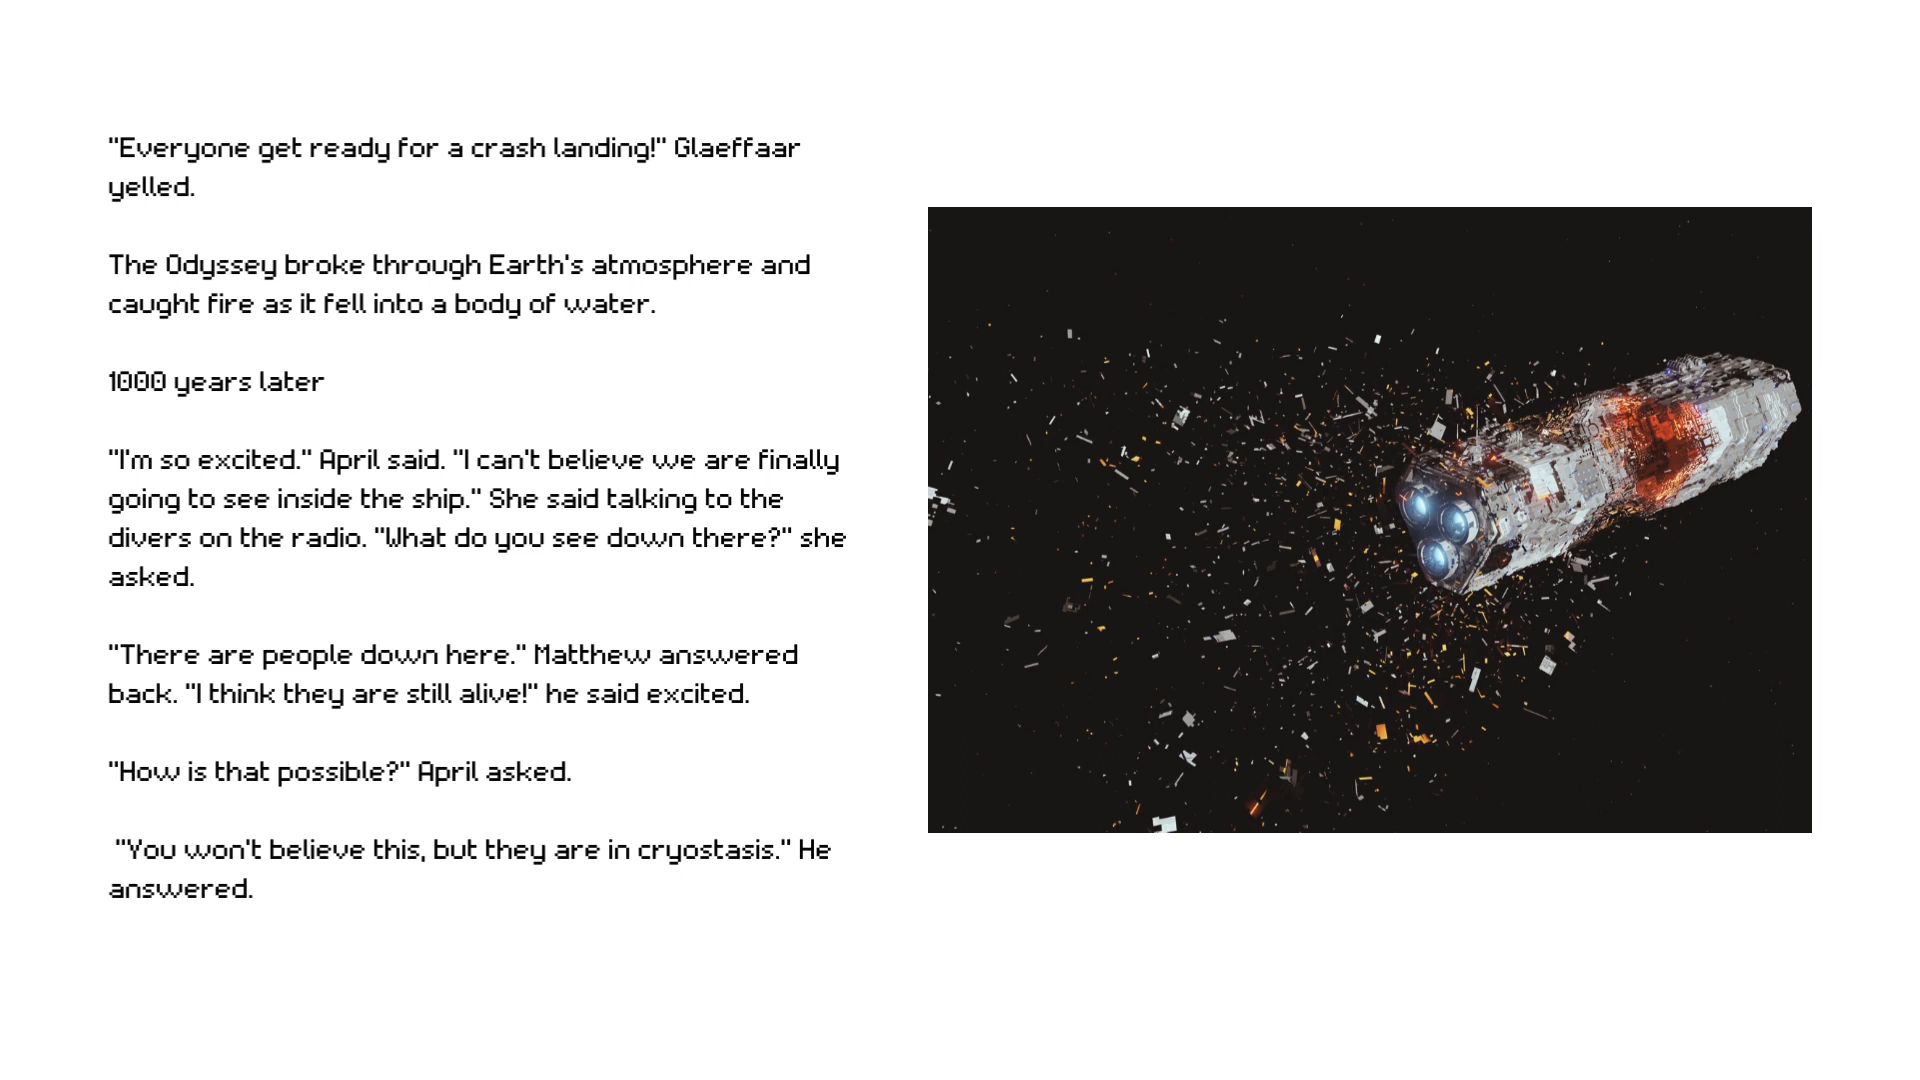 "Everyone get ready for a crash landing!" Glaeffaar
yelled.
The Odyssey broke through Earth's atmosphere and
caught fire as it fell into a body of water.
1000 years later
"I'm so excited." April said. "I can't believe we are finally
going to see inside the ship." She said talking to the
divers on the radio. "What do you see down there?" she
asked.
"There are people down here." Matthew answered
back. "I think they are still alive!" he said excited.
"How is that possible?" April asked.
"You won't believe this, but they are in cryostasis." He
answered.